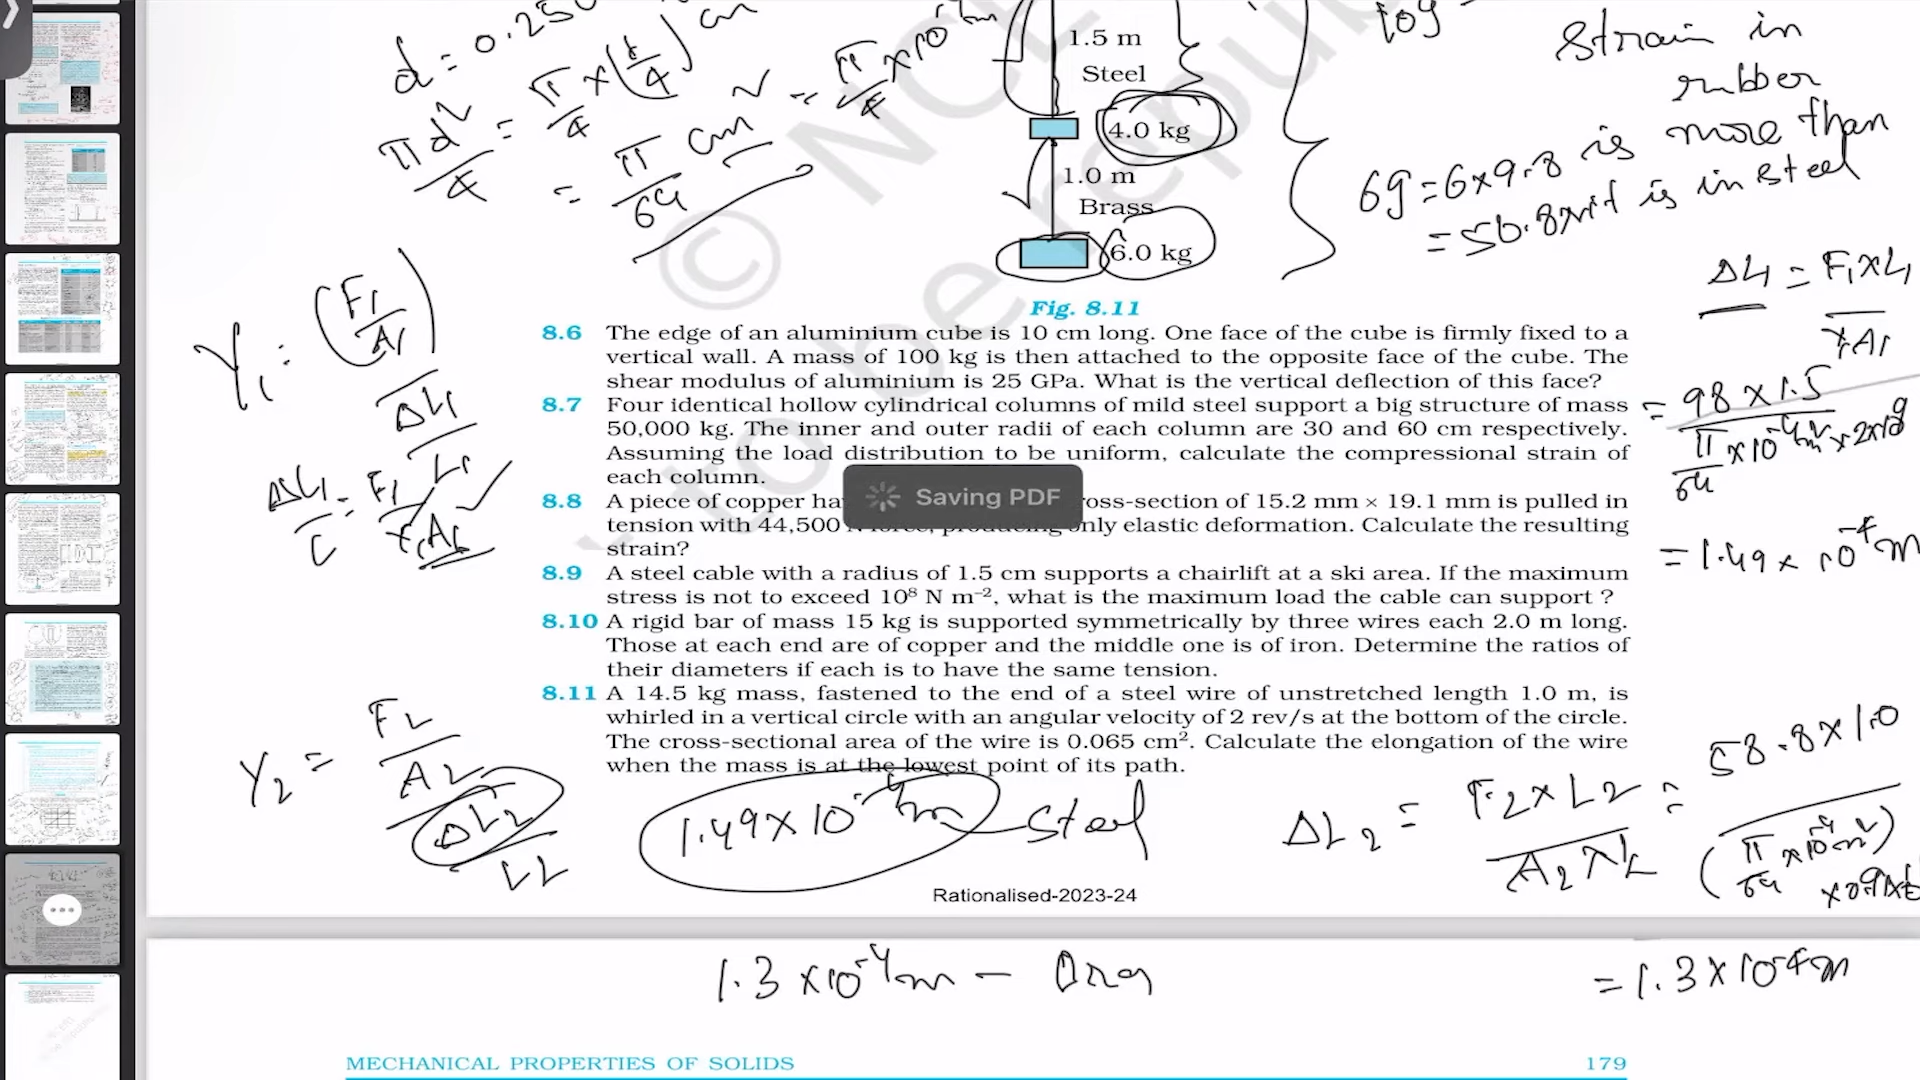 d = 0.25
πd²/4 = π/4 × (1/4) cm = π/4 × 10
= π/64 cm
1.5 m
Steel
4.0 kg
1.0 m
Brass
6.0 kg
Fig. 8.11
10g
Strain in
rubber
is more than
it is in steel
6g = 6×9.8
= 58.8
Y₁ = (F₁/A₁)
ΔL₁
L₁
ΔL₁ = F₁ × L₁
Y₁A₁
= 98 × 1.5
π/64 × 10⁻⁴ m² × 2×10
= 1.49 × 10⁻⁴ m
8.6 The edge of an aluminium cube is 10 cm long. One face of the cube is firmly fixed to a
vertical wall. A mass of 100 kg is then attached to the opposite face of the cube. The
shear modulus of aluminium is 25 GPa. What is the vertical deflection of this face?
8.7 Four identical hollow cylindrical columns of mild steel support a big structure of mass
50,000 kg. The inner and outer radii of each column are 30 and 60 cm respectively.
Assuming the load distribution to be uniform, calculate the compressional strain of
each column.
Saving PDF
8.8 A piece of copper ha ross-section of 15.2 mm × 19.1 mm is pulled in
tension with 44,500 force, producing only elastic deformation. Calculate the resulting
strain?
8.9 A steel cable with a radius of 1.5 cm supports a chairlift at a ski area. If the maximum
stress is not to exceed 10⁸ N m⁻², what is the maximum load the cable can support ?
8.10 A rigid bar of mass 15 kg is supported symmetrically by three wires each 2.0 m long.
Those at each end are of copper and the middle one is of iron. Determine the ratios of
their diameters if each is to have the same tension.
8.11 A 14.5 kg mass, fastened to the end of a steel wire of unstretched length 1.0 m, is
whirled in a vertical circle with an angular velocity of 2 rev/s at the bottom of the circle.
The cross-sectional area of the wire is 0.065 cm². Calculate the elongation of the wire
when the mass is at the lowest point of its path.
Y₂ = F₂
A₂
ΔL₂
L₂
1.49 × 10⁻⁴ m – Steel
ΔL₂ = F₂ × L₂ = 58.8 × 1.0
Rationalised-2023-24
1.3 × 10⁻⁴ m –
= 1.3 × 10⁻⁴ m
MECHANICAL PROPERTIES OF SOLIDS 179